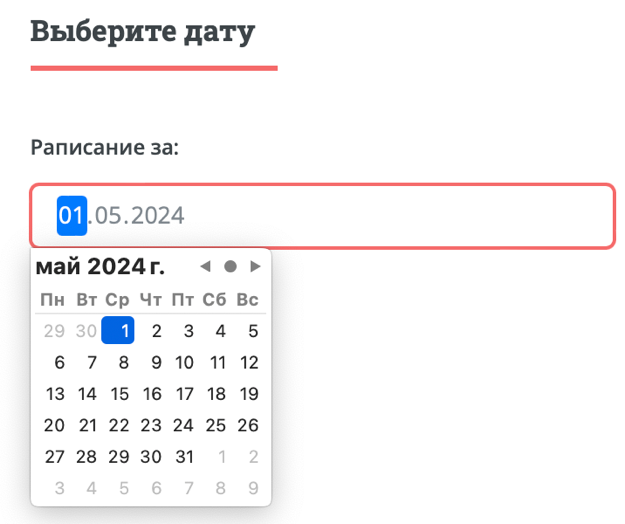 Выберите дату
Раписание за:
01.05.2024
май 2024 г.
Пн Вт Ср Чт Пт Сб Вс
29 30 1 2 3 4 5
6 7 8 9 10 11 12
13 14 15 16 17 18 19
20 21 22 23 24 25 26
27 28 29 30 31 1 2
3 4 5 6 7 8 9